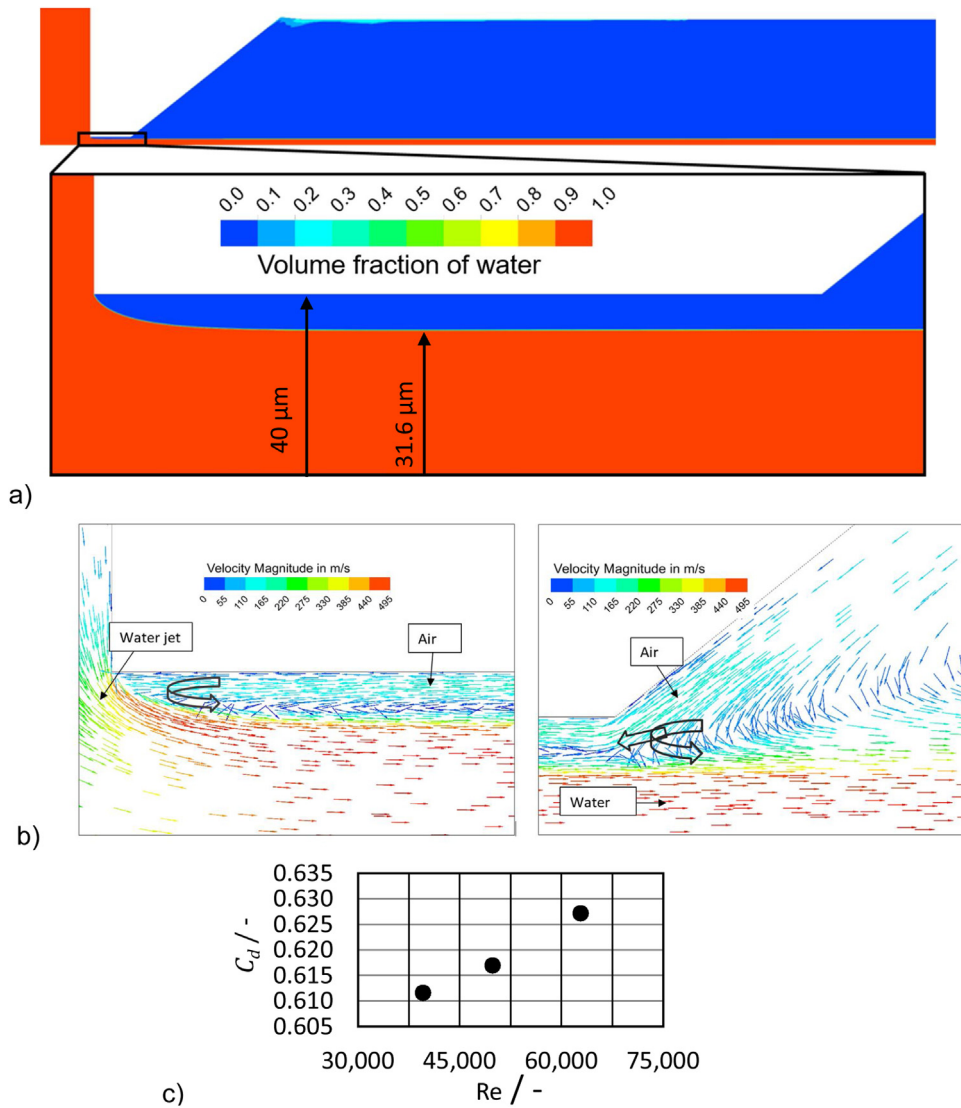 0.0 0.1 0.2 0.3 0.4 0.5 0.6 0.7 0.8 0.9 1.0
Volume fraction of water
40 µm
31.6 µm
a)
Velocity Magnitude in m/s
0 55 110 165 220 275 330 385 440 495
Water jet
Air
Velocity Magnitude in m/s
0 55 110 165 220 275 330 385 440 495
Air
Water
b)
0.635
0.630
0.625
0.620
0.615
0.610
0.605
C_d / -
30,000 45,000 60,000 75,000
Re / -
c)